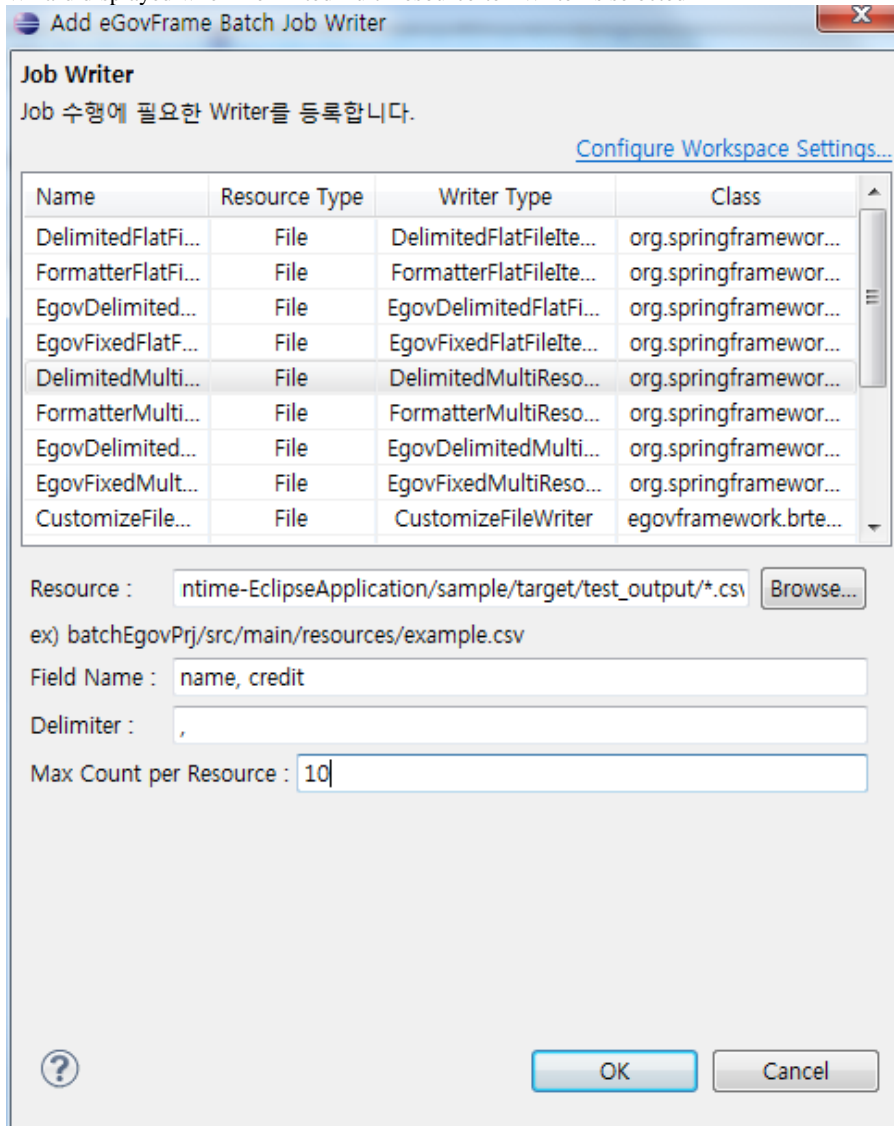 Add eGovFrame Batch Job Writer
Job Writer
Job 수행에 필요한 Writer를 등록합니다.
Configure Workspace Settings...
Name Resource Type Writer Type Class
DelimitedFlatFi... File DelimitedFlatFileIte... org.springframewor...
FormatterFlatFi... File FormatterFlatFileIte... org.springframewor...
EgovDelimited... File EgovDelimitedFlatFi... org.springframewor...
EgovFixedFlatF... File EgovFixedFlatFileIte... org.springframewor...
DelimitedMulti... File DelimitedMultiReso... org.springframewor...
FormatterMulti... File FormatterMultiReso... org.springframewor...
EgovDelimited... File EgovDelimitedMulti... org.springframewor...
EgovFixedMult... File EgovFixedMultiReso... org.springframewor...
CustomizeFile... File CustomizeFileWriter egovframework.brte...
Resource : ntime-EclipseApplication/sample/target/test_output/*.csv Browse...
ex) batchEgovPrj/src/main/resources/example.csv
Field Name : name, credit
Delimiter : ,
Max Count per Resource : 10
? OK Cancel